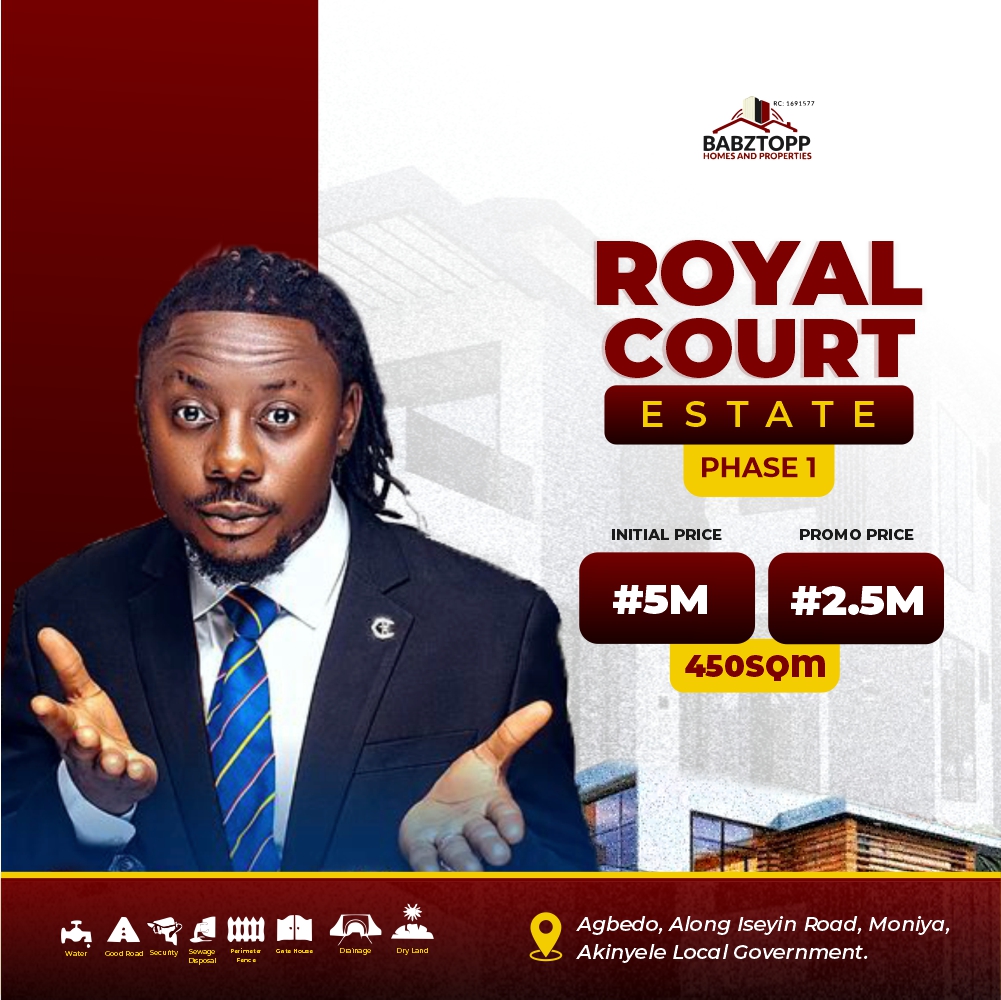 RC: 1691577
BABZTOPP
HOMES AND PROPERTIES
ROYAL
COURT
ESTATE
PHASE 1
INITIAL PRICE
PROMO PRICE
#5M
#2.5M
450sqm
Water
Good Road
Security
Sewage
Disposal
Perimeter
Fence
Gate House
Drainage
Dry Land
Agbedo, Along Iseyin Road, Moniya,
Akinyele Local Government.